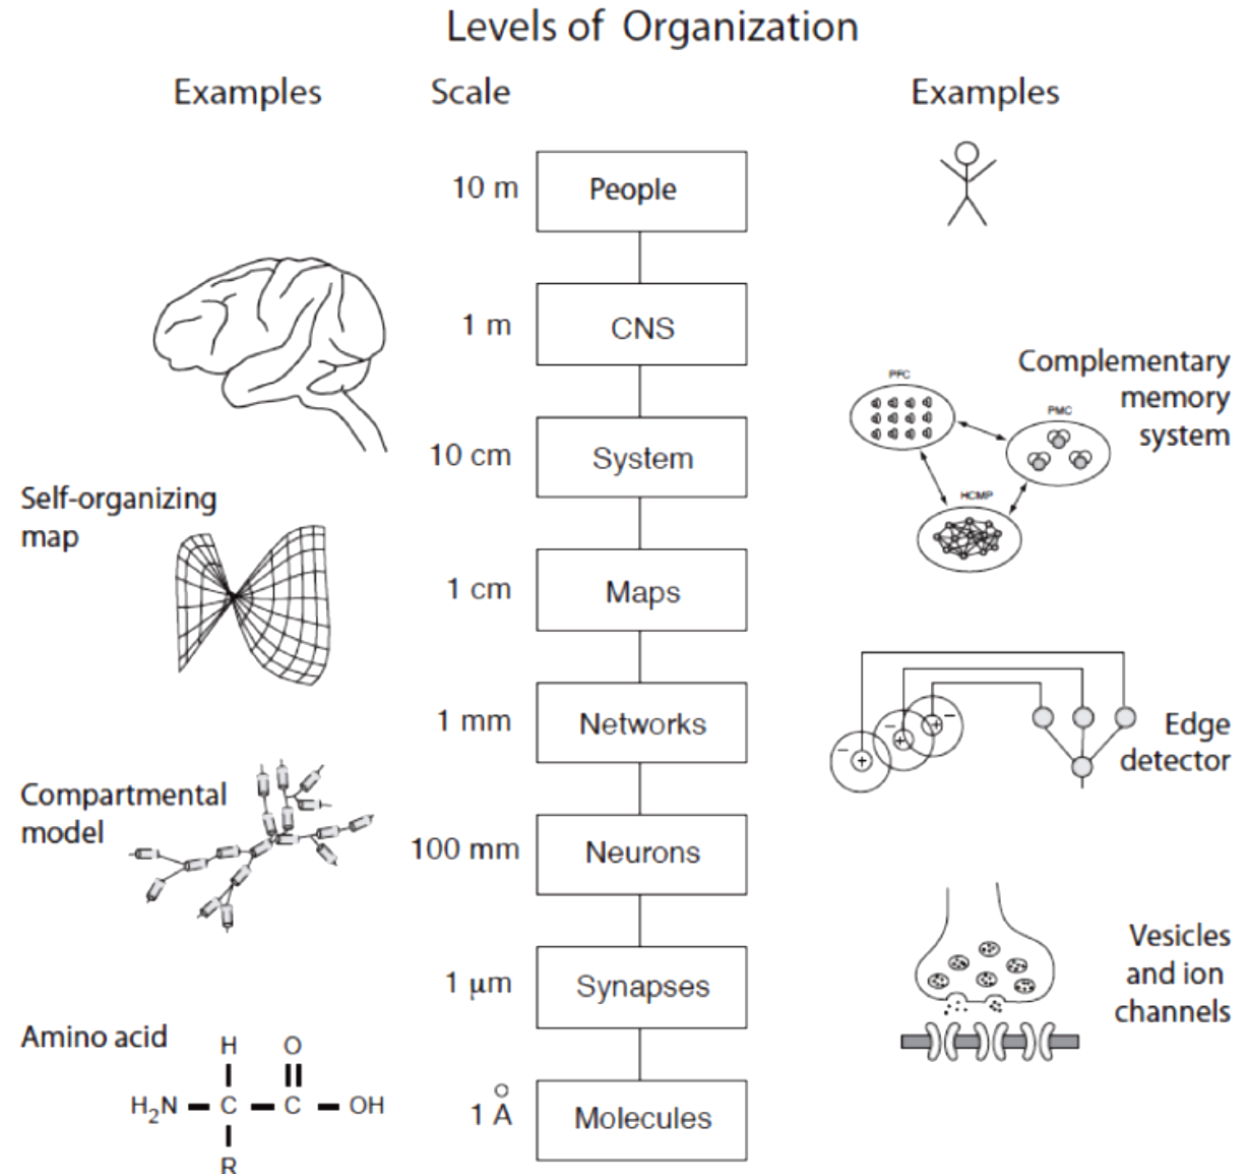 Levels of Organization
Examples
Scale
Examples
10 m
People
1 m
CNS
Complementary
memory
system
PFC
PMC
HCMP
10 cm
System
Self-organizing
map
1 cm
Maps
1 mm
Networks
Edge
detector
− + − + + −
Compartmental
model
100 mm
Neurons
1 μm
Synapses
Vesicles
and ion
channels
Amino acid
H O
H₂N C C OH
R
1 Å
Molecules